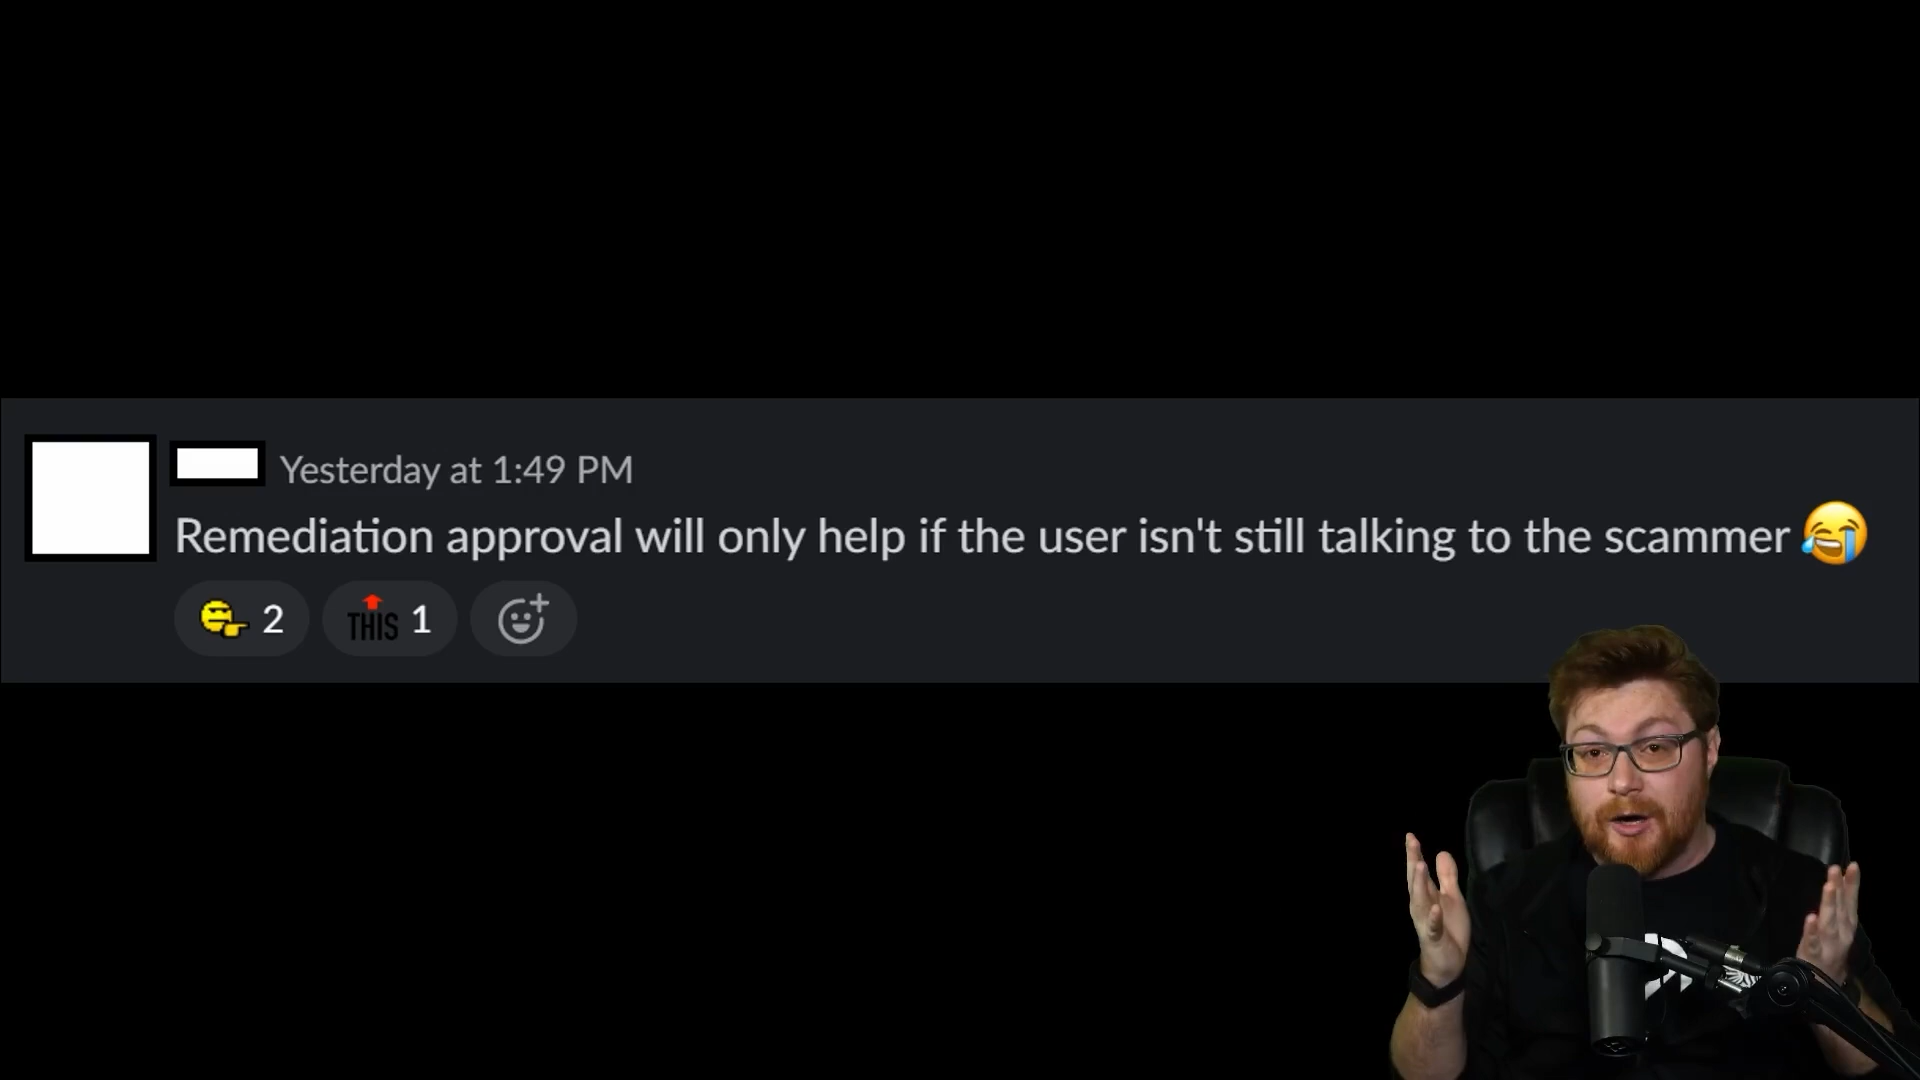 Yesterday at 1:49 PM
Remediation approval will only help if the user isn't still talking to the scammer 😂
2 THIS 1